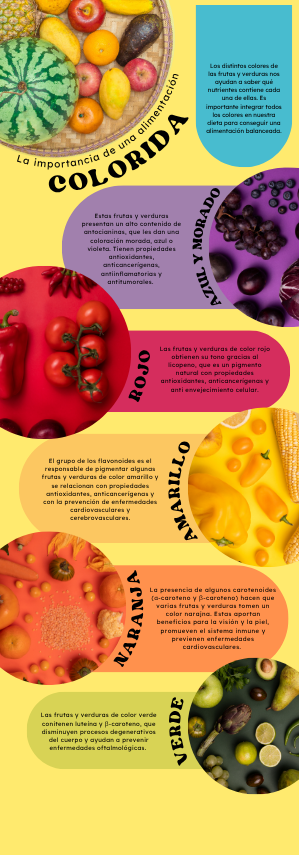 Los distintos colores de
las frutas y verduras nos
ayudan a saber qué
nutrientes contiene cada
una de ellas. Es
importante integrar todos
los colores en nuestra
dieta para conseguir una
alimentación balanceada.
La importancia de una alimentación
COLORIDA
Estas frutas y verduras
presentan un alto contenido de
antocianinas, que les dan una
coloración morada, azul o
violeta. Tienen propiedades
antioxidantes,
anticancerígenas,
antiinflamatorias y
antitumorales.
AZUL Y MORADO
ROJO
Las frutas y verduras de color rojo
obtienen su tono gracias al
licopeno, que es un pigmento
natural con propiedades
antioxidantes, anticancerígenas y
anti envejecimiento celular.
El grupo de los flavonoides es el
responsable de pigmentar algunas
frutas y verduras de color amarillo y
se relacionan con propiedades
antioxidantes, anticancerígenas y
con la prevención de enfermedades
cardiovasculares y
cerebrovasculares.
AMARILLO
NARANJA
La presencia de algunos carotenoides
(α-caroteno y β-caroteno) hacen que
varias frutas y verduras tomen un
color naranja. Estas aportan
beneficios para la visión y la piel,
promueven el sistema inmune y
previenen enfermedades
cardiovasculares.
Las frutas y verduras de color verde
contienen luteína y β-caroteno, que
disminuyen procesos degenerativos
del cuerpo y ayudan a prevenir
enfermedades oftalmológicas.
VERDE